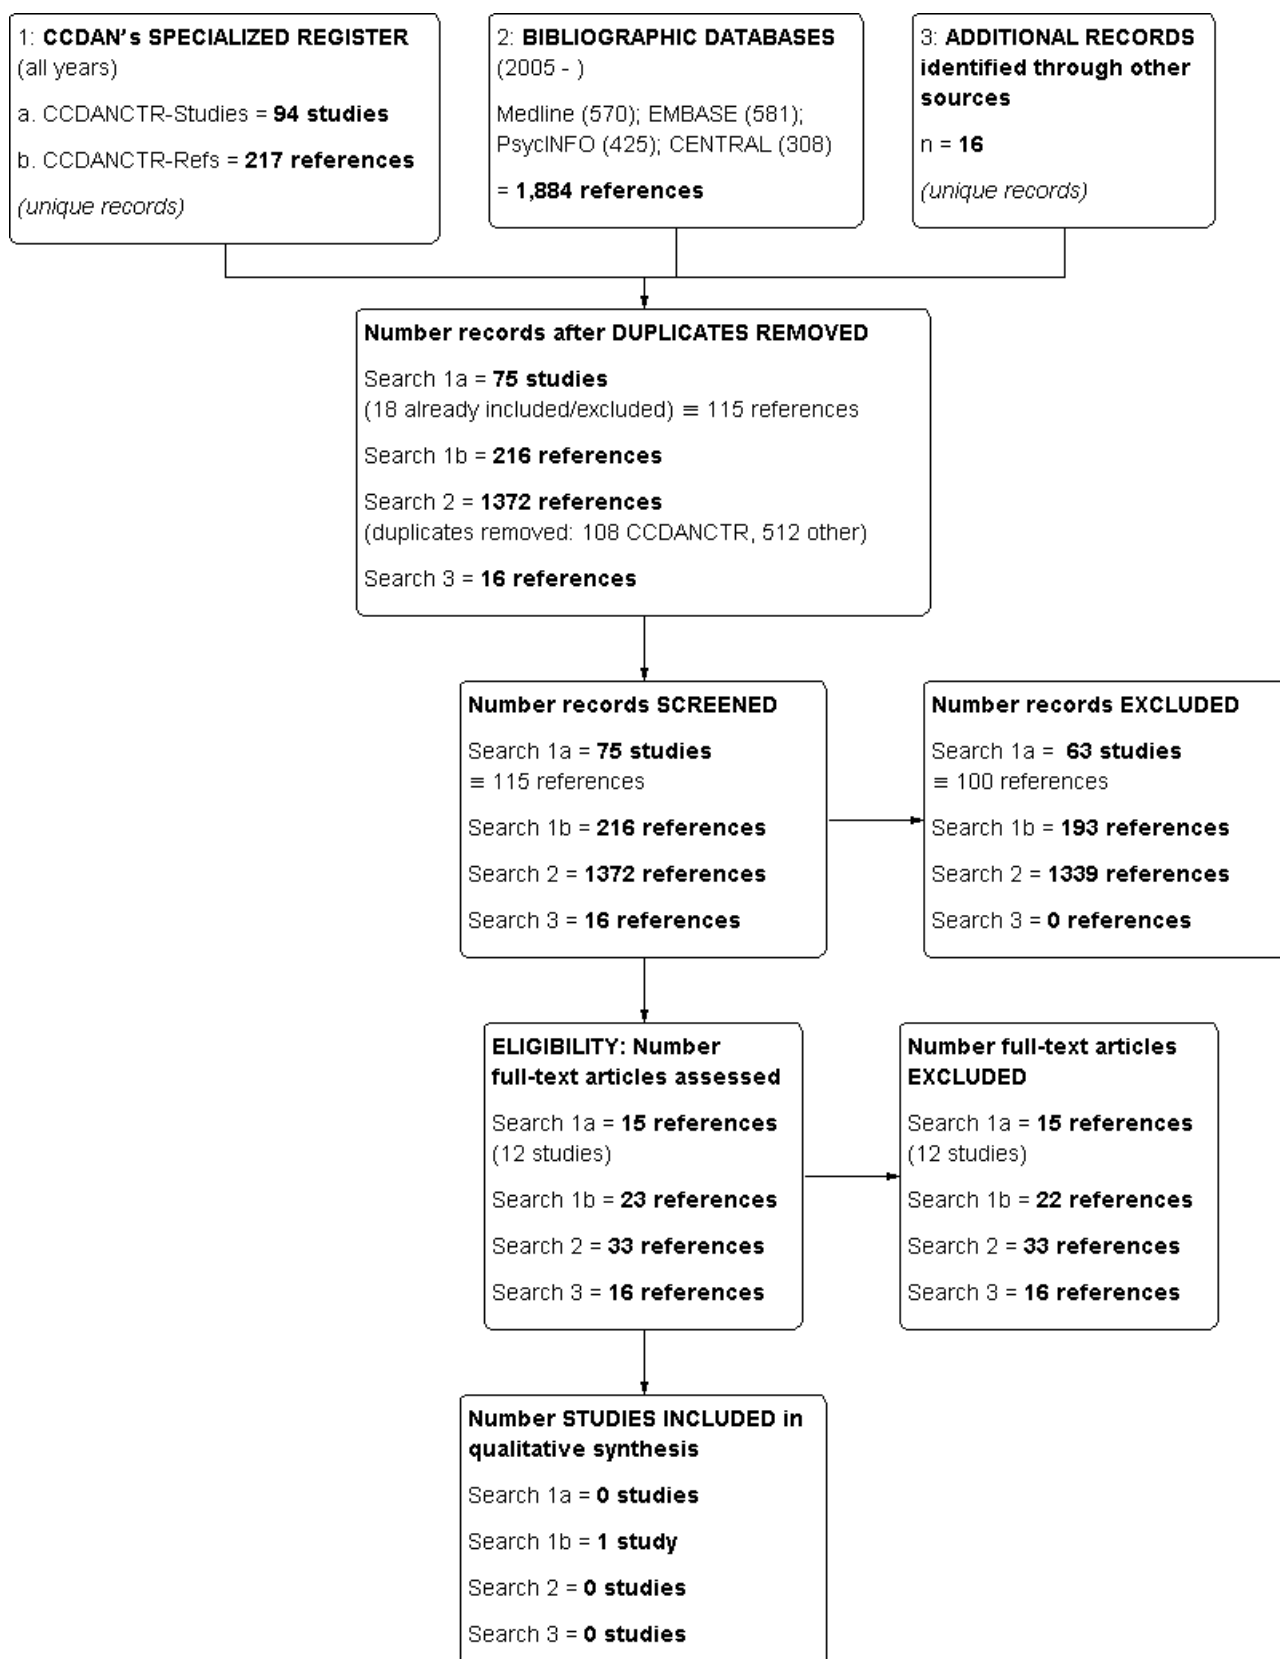 1: CCDAN's SPECIALIZED REGISTER
(all years)
a. CCDANCTR-Studies = 94 studies
b. CCDANCTR-Refs = 217 references
(unique records)
2: BIBLIOGRAPHIC DATABASES
(2005 - )
Medline (570); EMBASE (581);
PsycINFO (425); CENTRAL (308)
= 1,884 references
3: ADDITIONAL RECORDS
identified through other
sources
n = 16
(unique records)
Number records after DUPLICATES REMOVED
Search 1a = 75 studies
(18 already included/excluded) ≡ 115 references
Search 1b = 216 references
Search 2 = 1372 references
(duplicates removed: 108 CCDANCTR, 512 other)
Search 3 = 16 references
Number records SCREENED
Search 1a = 75 studies
≡ 115 references
Search 1b = 216 references
Search 2 = 1372 references
Search 3 = 16 references
Number records EXCLUDED
Search 1a = 63 studies
≡ 100 references
Search 1b = 193 references
Search 2 = 1339 references
Search 3 = 0 references
ELIGIBILITY: Number
full-text articles assessed
Search 1a = 15 references
(12 studies)
Search 1b = 23 references
Search 2 = 33 references
Search 3 = 16 references
Number full-text articles
EXCLUDED
Search 1a = 15 references
(12 studies)
Search 1b = 22 references
Search 2 = 33 references
Search 3 = 16 references
Number STUDIES INCLUDED in
qualitative synthesis
Search 1a = 0 studies
Search 1b = 1 study
Search 2 = 0 studies
Search 3 = 0 studies